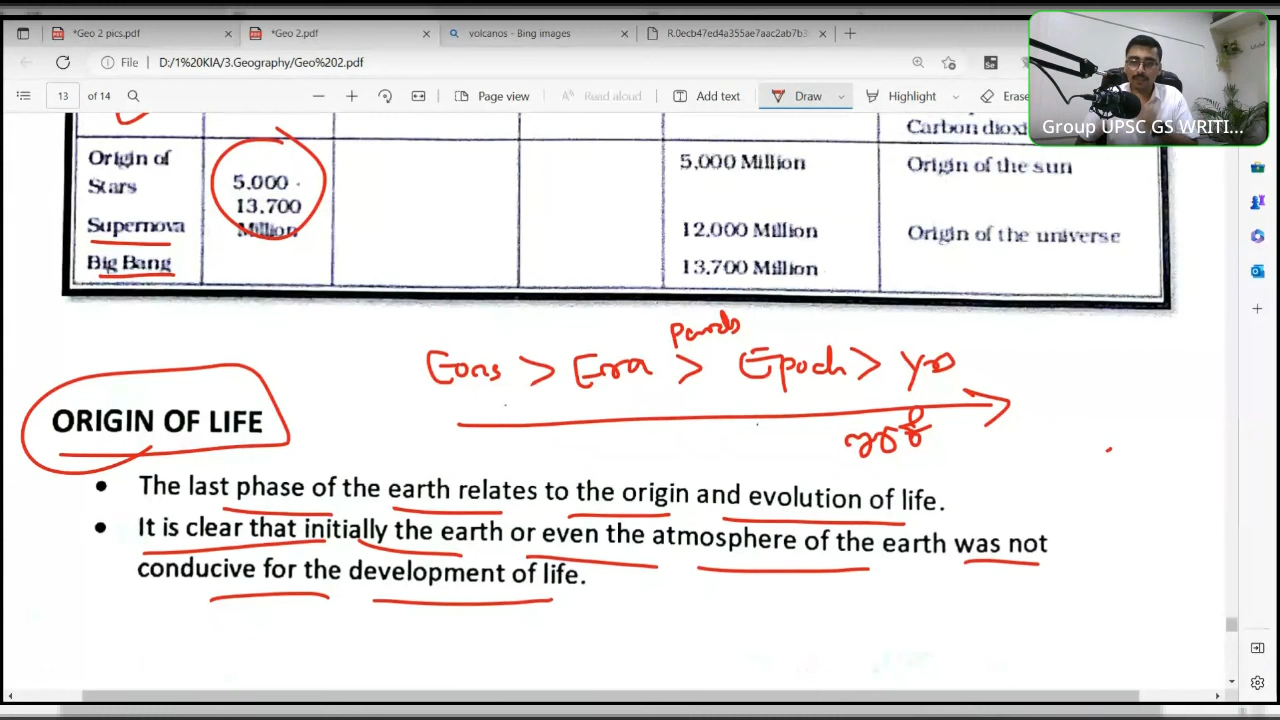 *Geo 2 pics.pdf
*Geo 2.pdf
volcanos - Bing images
R.0ecb47ed4a355ae7aac2ab7b3
File D:/1%20KIA/3.Geography/Geo%202.pdf
13 of 14
Page view
Read aloud
Add text
Draw
Highlight
Erase
Group UPSC GS WRITI...
Carbon diox
Origin of
Stars
5,000 -
13,700
Million
5,000 Million
Origin of the sun
Supernova
12,000 Million
Origin of the universe
Big Bang
13,700 Million
Eons > Erra > Epoch > yrs
ORIGIN OF LIFE
• The last phase of the earth relates to the origin and evolution of life.
• It is clear that initially the earth or even the atmosphere of the earth was not
conducive for the development of life.